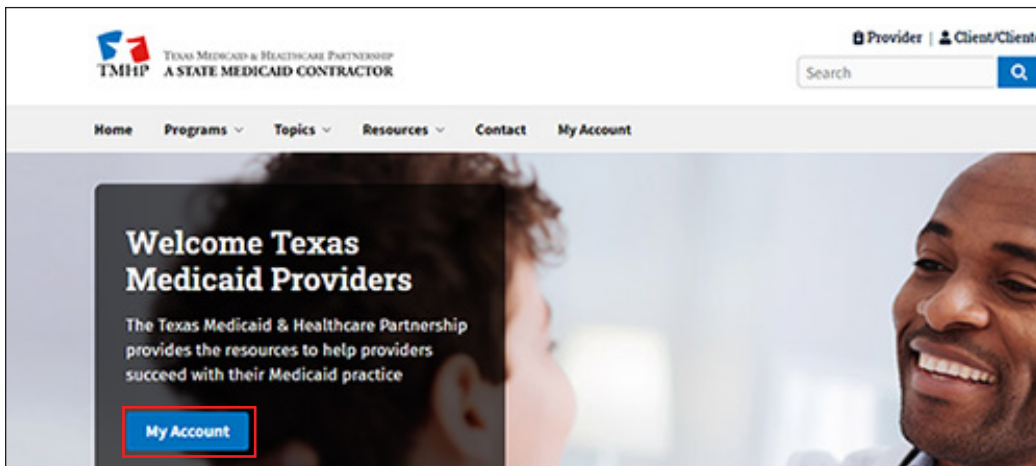 Provider | Client/Cliente
TMHP
TEXAS MEDICAID & HEALTHCARE PARTNERSHIP
A STATE MEDICAID CONTRACTOR
Search
Home Programs Topics Resources Contact My Account
Welcome Texas
Medicaid Providers
The Texas Medicaid & Healthcare Partnership
provides the resources to help providers
succeed with their Medicaid practice
My Account